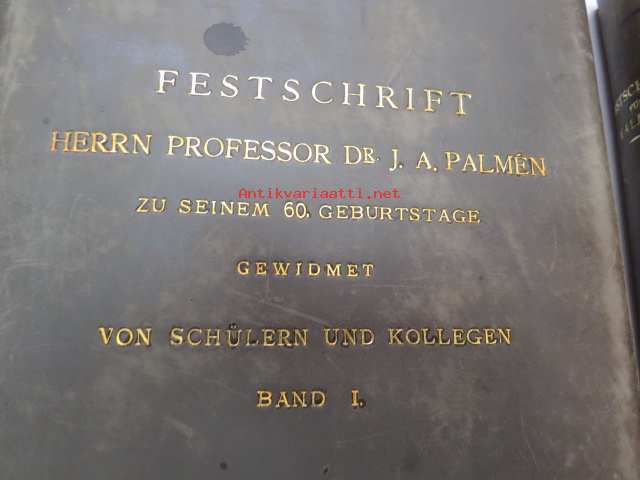 FESTSCHRIFT
HERRN PROFESSOR DR. J. A. PALMÉN
Antikvariaatti.net
ZU SEINEM 60. GEBURTSTAGE
GEWIDMET
VON SCHÜLERN UND KOLLEGEN
BAND I.